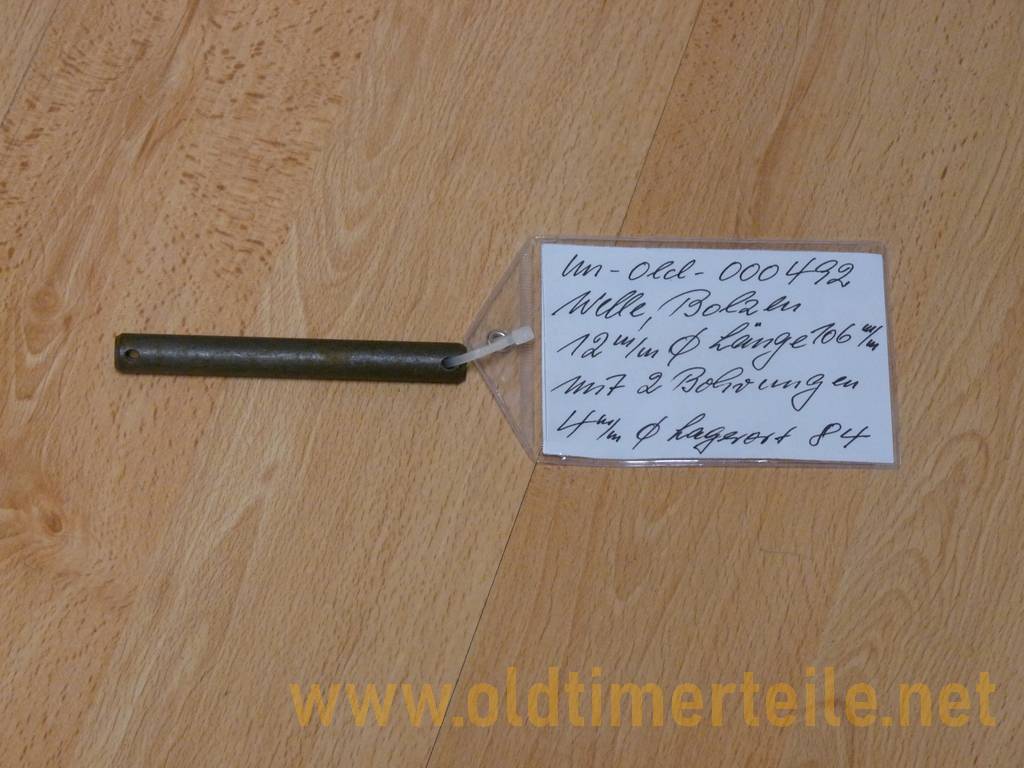 Un-Old-000492
Welle, Bolzen
12 m/m Ø Länge 106 m/m
mit 2 Bohrungen
4 m/m Ø Lagerort 84
www.oldtimerteile.net